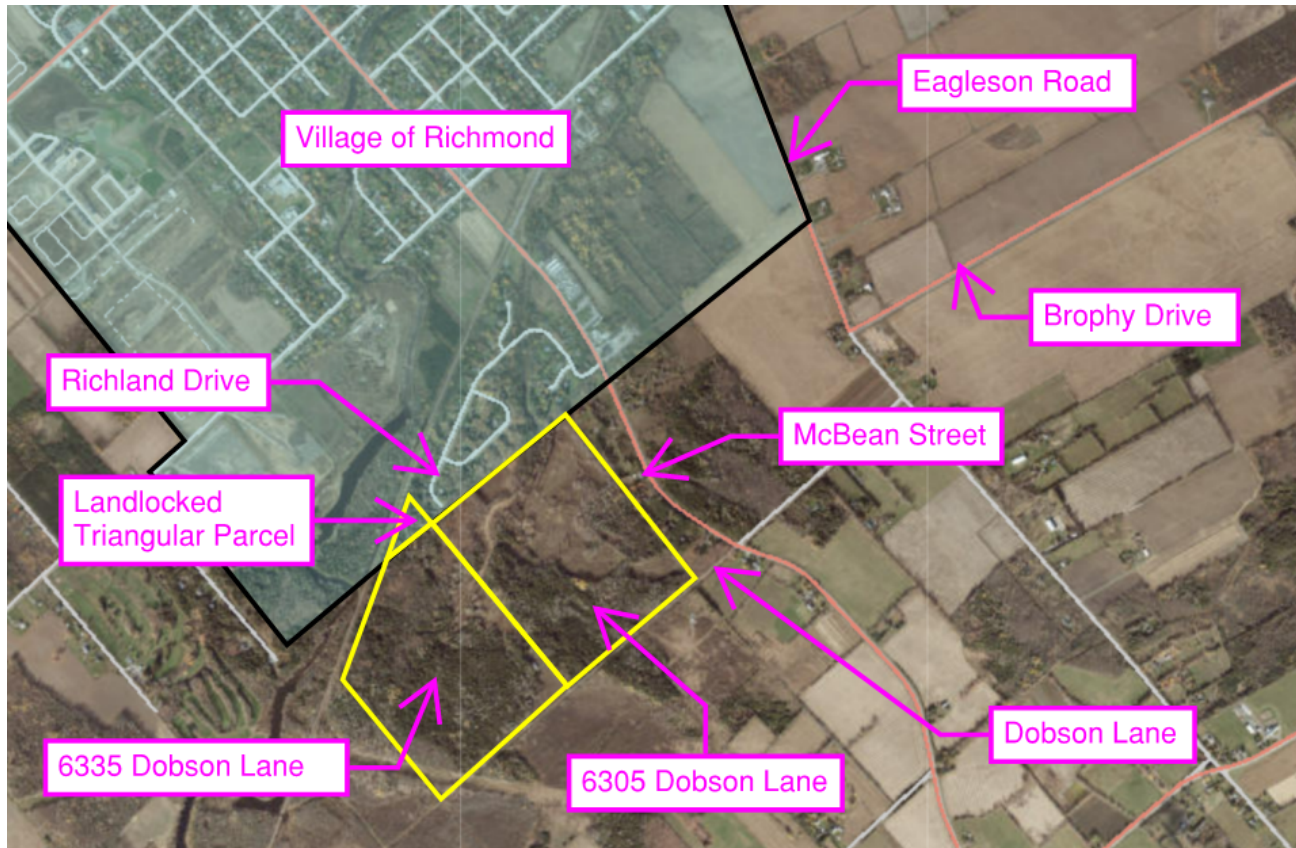 Eagleson Road
Village of Richmond
Brophy Drive
Richland Drive
McBean Street
Landlocked
Triangular Parcel
Dobson Lane
6335 Dobson Lane
6305 Dobson Lane